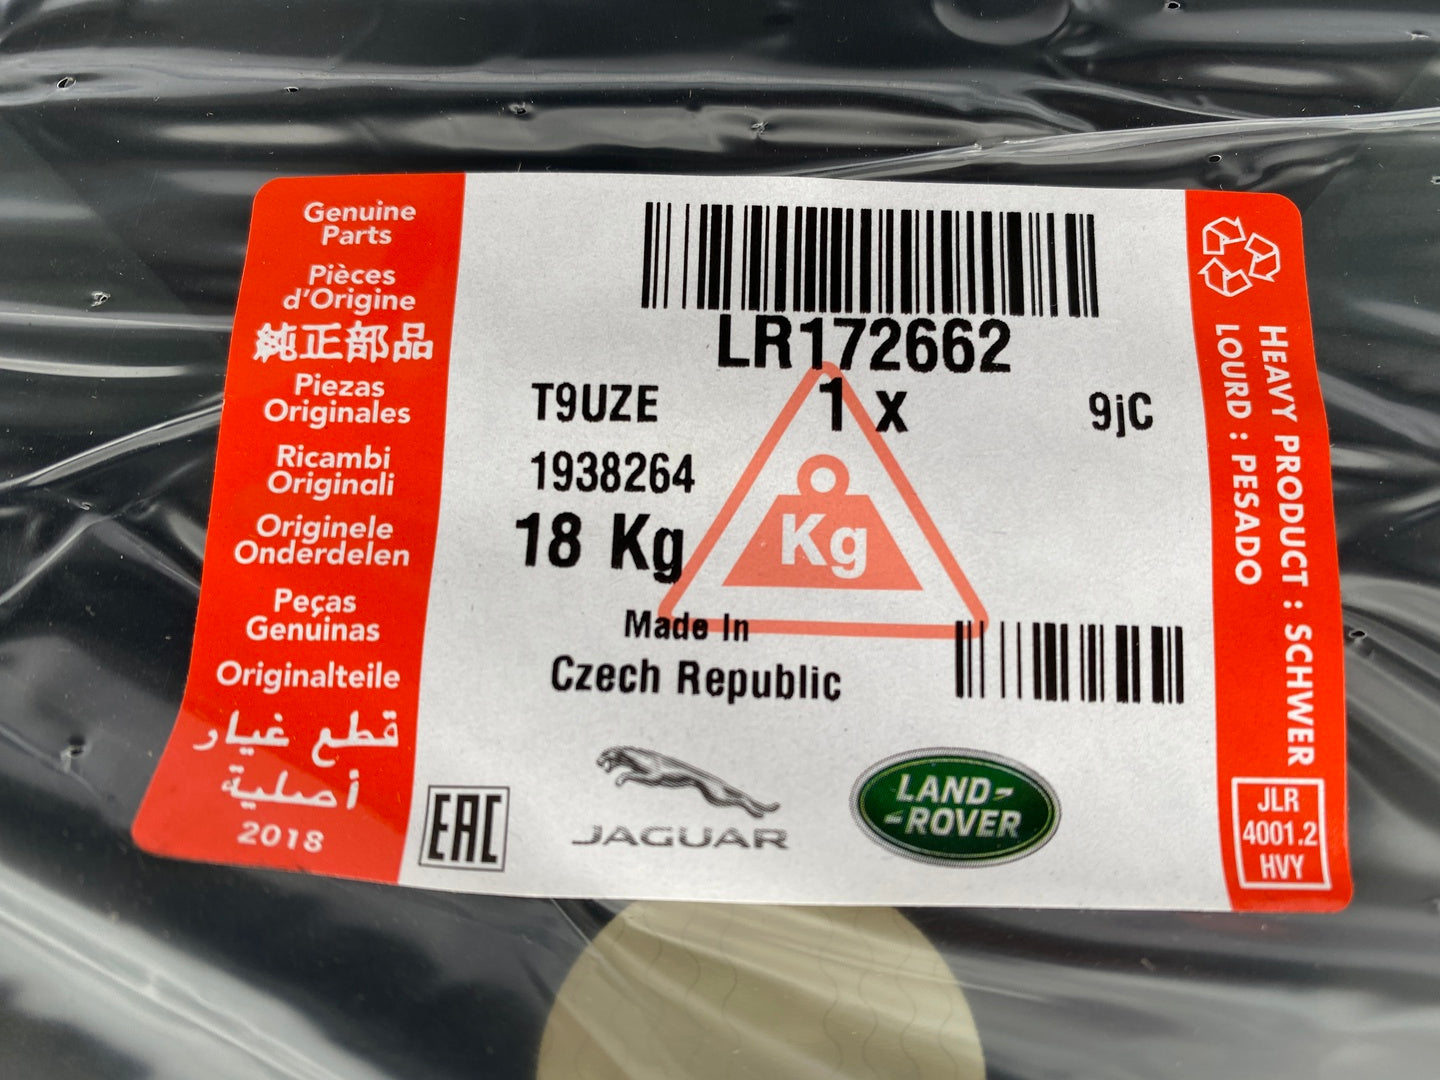 Genuine
Parts
Pièces
d'Origine
純正部品
Piezas
Originales
Ricambi
Originali
Originele
Onderdelen
Peças
Genuinas
Originalteile
قطع غيار
أصلية
2018
LR172662
T9UZE
1 x
9jC
1938264
18 Kg
Kg
Made In
Czech Republic
EAC
JAGUAR
LAND-
-ROVER
HEAVY PRODUCT : SCHWER
LOURD : PESADO
JLR
4001.2
HVY